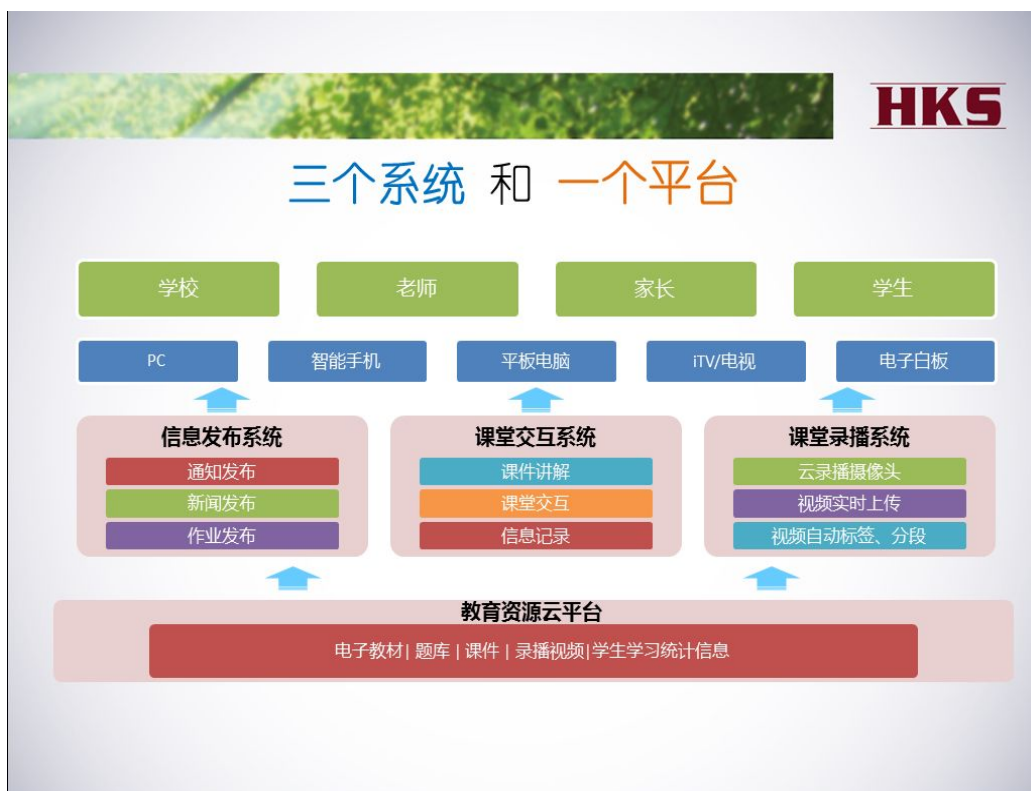 HKS
三个系统 和 一个平台
学校 老师 家长 学生
PC 智能手机 平板电脑 iTV/电视 电子白板
信息发布系统
通知发布
新闻发布
作业发布
课堂交互系统
课件讲解
课堂交互
信息记录
课堂录播系统
云录播摄像头
视频实时上传
视频自动标签、分段
教育资源云平台
电子教材| 题库 | 课件 | 录播视频|学生学习统计信息